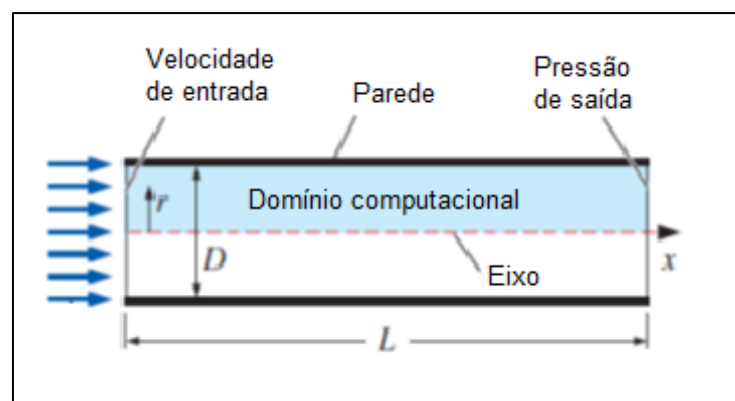 Velocidade
de entrada
Parede
Pressão
de saída
r
Domínio computacional
D
Eixo
x
L